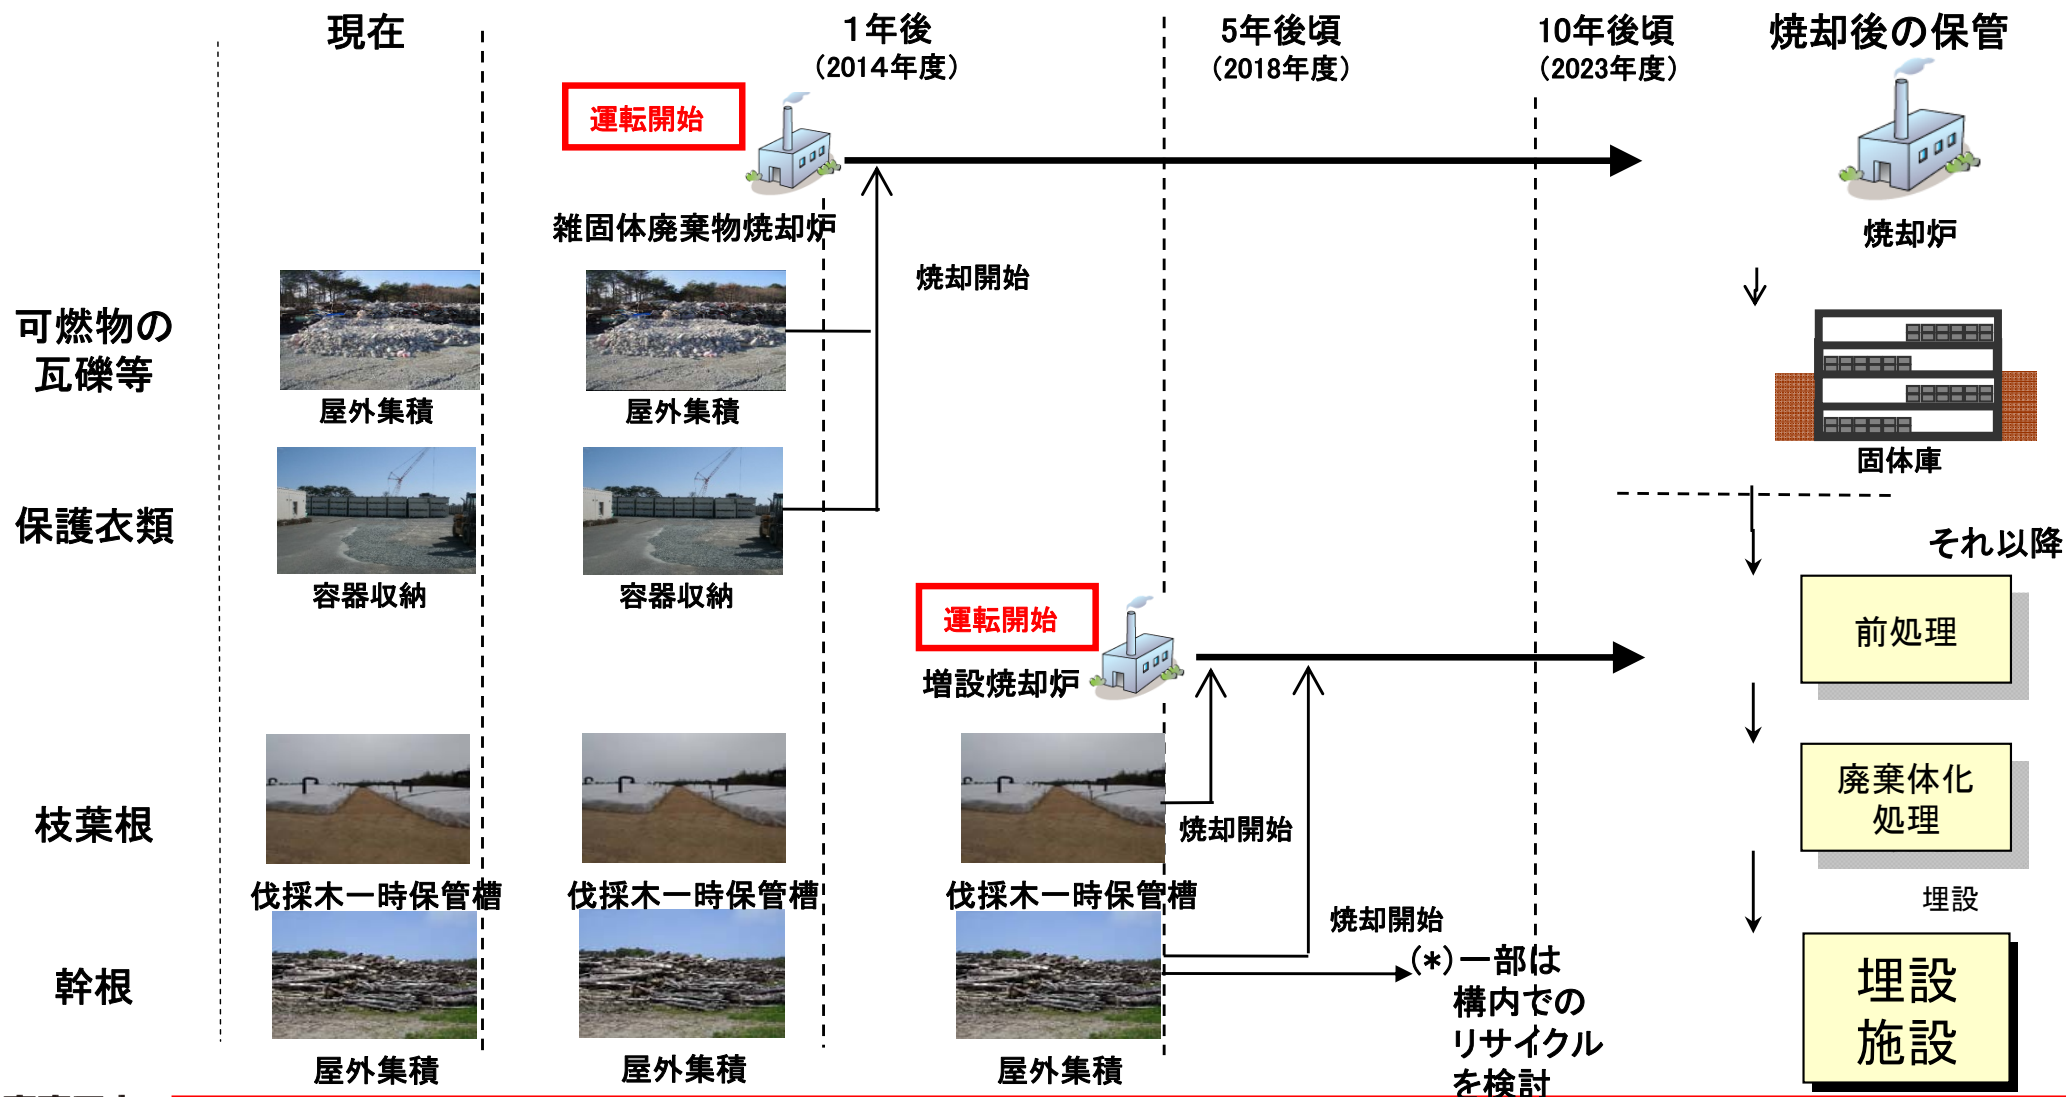 現在
1年後
（2014年度）
5年後頃
（2018年度）
10年後頃
（2023年度）
焼却後の保管
運転開始
雑固体廃棄物焼却炉
焼却開始
焼却炉
可燃物の
瓦礫等
屋外集積
屋外集積
固体庫
保護衣類
容器収納
容器収納
それ以降
運転開始
増設焼却炉
前処理
枝葉根
伐採木一時保管槽
伐採木一時保管槽
伐採木一時保管槽
焼却開始
廃棄体化
処理
埋設
幹根
屋外集積
屋外集積
屋外集積
焼却開始
(*)一部は
構内での
リサイクル
を検討
埋設
施設